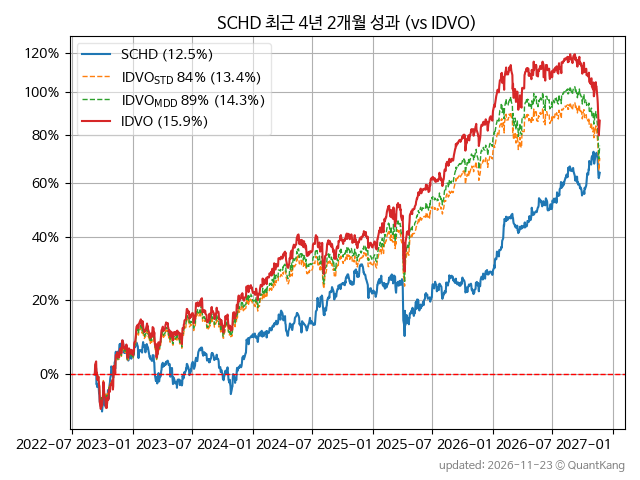 SCHD 최근 4년 2개월 성과 (vs IDVO)
SCHD (12.5%)
IDVO_STD 84% (13.4%)
IDVO_MDD 89% (14.3%)
IDVO (15.9%)
120%
100%
80%
60%
40%
20%
0%
2022-07 2023-01 2023-07 2024-01 2024-07 2025-01 2025-07 2026-01 2026-07 2027-01
updated: 2026-11-23 © QuantKang